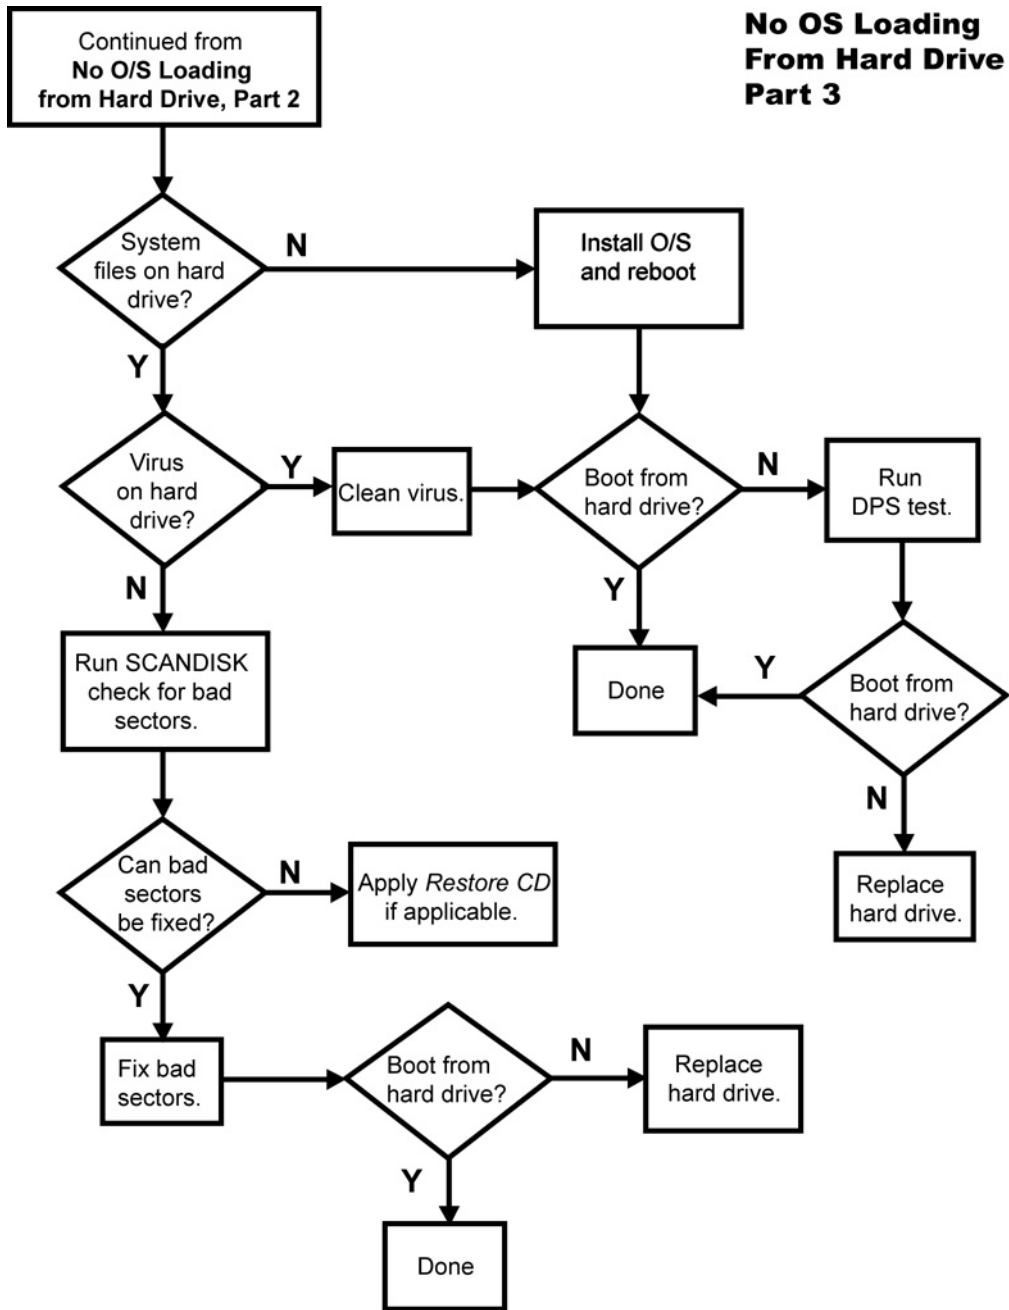 No OS Loading
From Hard Drive
Part 3
Continued from
No O/S Loading
from Hard Drive, Part 2
System
files on hard
drive?
N
Install O/S
and reboot
Y
Virus
on hard
drive?
Y
Clean virus.
Boot from
hard drive?
N
Run
DPS test.
N
Y
Run SCANDISK
check for bad
sectors.
Done
Y
Boot from
hard drive?
N
Can bad
sectors
be fixed?
N
Apply Restore CD
if applicable.
Replace
hard drive.
Y
Fix bad
sectors.
Boot from
hard drive?
N
Replace
hard drive.
Y
Done